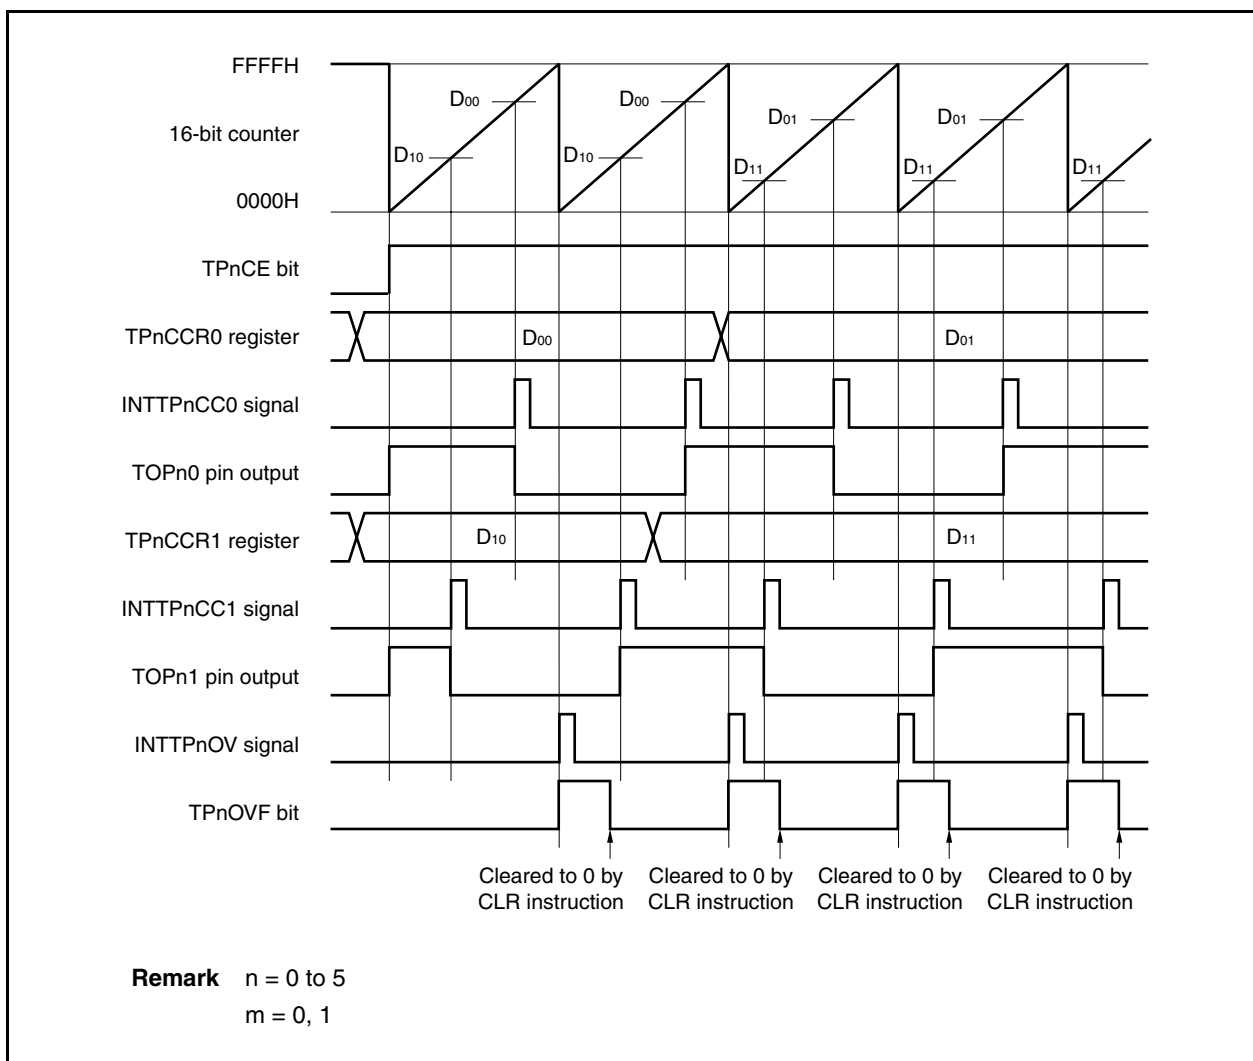 FFFFH
D00
D00
D01
D01
16-bit counter
D10
D10
D11
D11
D11
0000H
TPnCE bit
TPnCCR0 register
D00
D01
INTTPnCC0 signal
TOPn0 pin output
TPnCCR1 register
D10
D11
INTTPnCC1 signal
TOPn1 pin output
INTTPnOV signal
TPnOVF bit
Cleared to 0 by
CLR instruction
Cleared to 0 by
CLR instruction
Cleared to 0 by
CLR instruction
Cleared to 0 by
CLR instruction
Remark n = 0 to 5
m = 0, 1